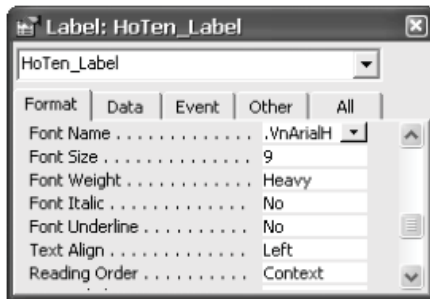 Label: HoTen_Label
HoTen_Label
Format Data Event Other All
Font Name . . . . . . . . . . . . . .VnArialH
Font Size . . . . . . . . . . . . . . . 9
Font Weight . . . . . . . . . . . . Heavy
Font Italic . . . . . . . . . . . . . . No
Font Underline . . . . . . . . . . No
Text Align . . . . . . . . . . . . . . Left
Reading Order . . . . . . . . . . Context